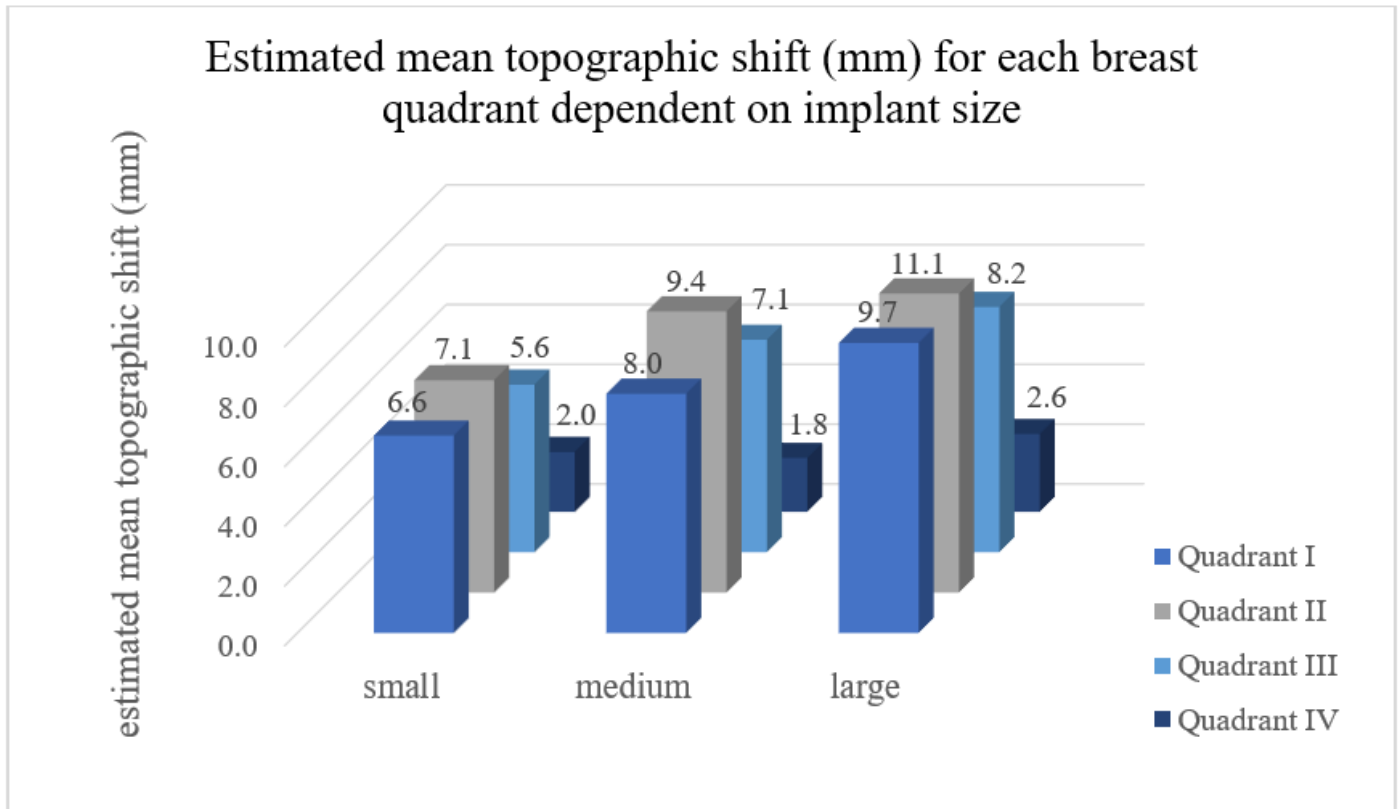 Estimated mean topographic shift (mm) for each breast
quadrant dependent on implant size
estimated mean topographic shift (mm)
10.0
8.0
6.0
4.0
2.0
0.0
6.6
7.1
5.6
2.0
8.0
9.4
7.1
1.8
9.7
11.1
8.2
2.6
small
medium
large
Quadrant I
Quadrant II
Quadrant III
Quadrant IV